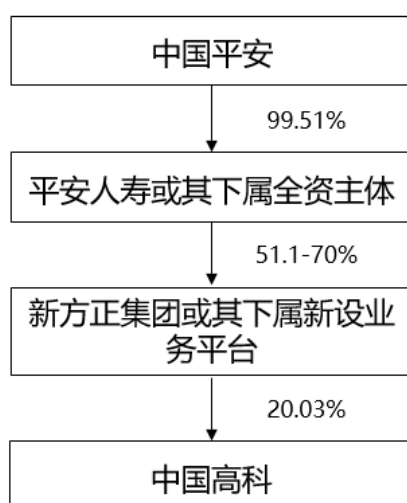 中国平安
99.51%
平安人寿或其下属全资主体
51.1-70%
新方正集团或其下属新设业
务平台
20.03%
中国高科